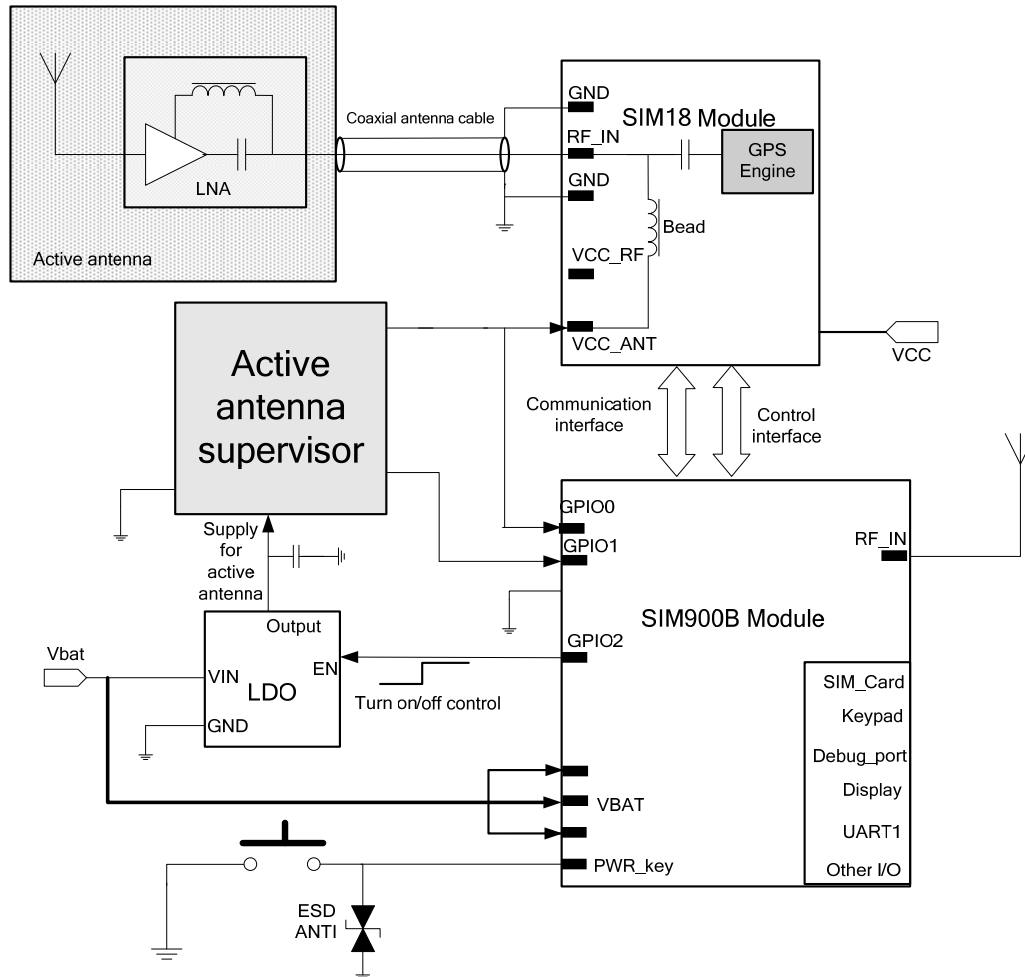 GND
SIM18 Module
Coaxial antenna cable
RF_IN
GPS
Engine
LNA
GND
Bead
Active antenna
VCC_RF
VCC_ANT
VCC
Active
antenna
supervisor
Communication
interface
Control
interface
GPIO0
Supply
for
active
antenna
GPIO1
RF_IN
SIM900B Module
Output
GPIO2
Vbat
VIN
EN
LDO
Turn on/off control
GND
SIM_Card
Keypad
Debug_port
Display
VBAT
UART1
PWR_key
Other I/O
ESD
ANTI